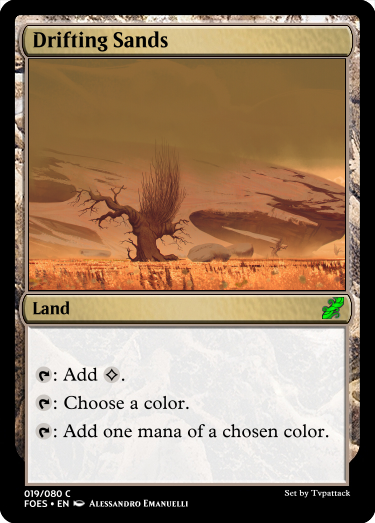 Drifting Sands
Land
: Add .
: Choose a color.
: Add one mana of a chosen color.
019/080 C
FOES • EN Alessandro Emanuelli
Set by Tvpattack